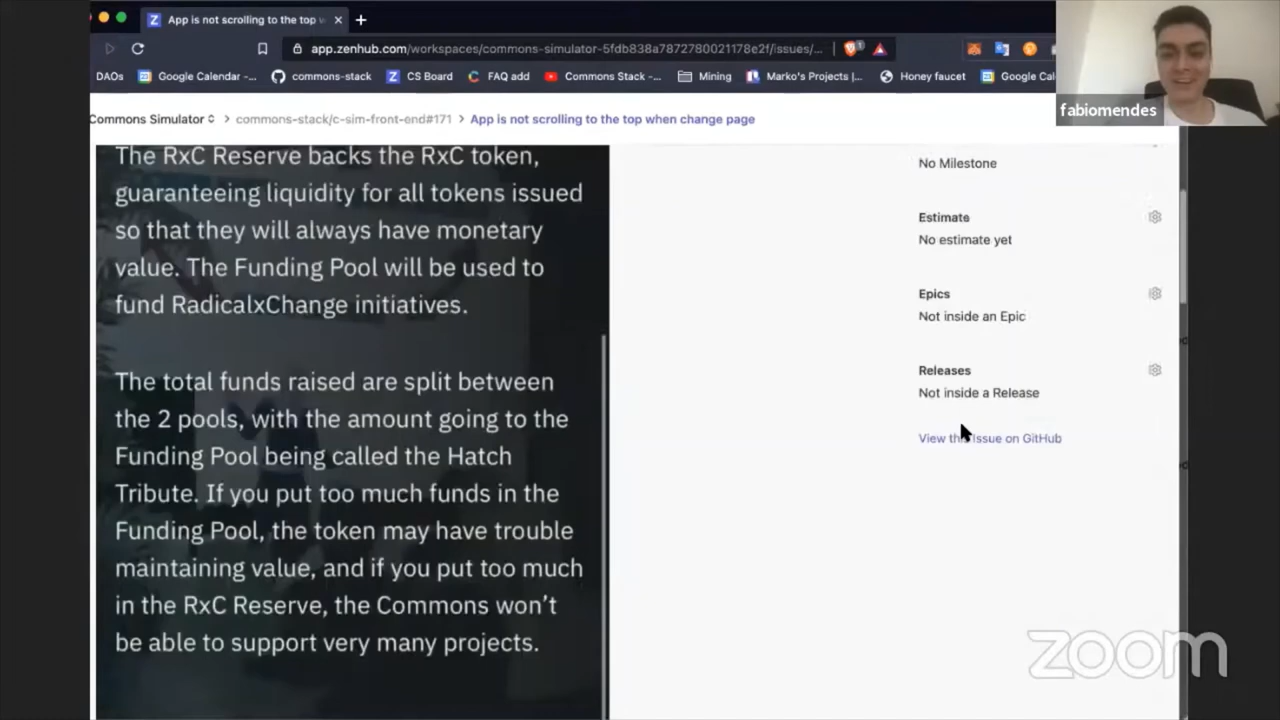 App is not scrolling to the top w
app.zenhub.com/workspaces/commons-simulator-5fdb838a7872780021178e2f/issues/...
DAOs
Google Calendar -...
commons-stack
CS Board
FAQ add
Commons Stack -...
Mining
Marko's Projects |...
Honey faucet
Google Cal
fabiomendes
Commons Simulator > commons-stack/c-sim-front-end#171 > App is not scrolling to the top when change page
The RxC Reserve backs the RxC token,
guaranteeing liquidity for all tokens issued
so that they will always have monetary
value. The Funding Pool will be used to
fund RadicalxChange initiatives.
The total funds raised are split between
the 2 pools, with the amount going to the
Funding Pool being called the Hatch
Tribute. If you put too much funds in the
Funding Pool, the token may have trouble
maintaining value, and if you put too much
in the RxC Reserve, the Commons won't
be able to support very many projects.
No Milestone
Estimate
No estimate yet
Epics
Not inside an Epic
Releases
Not inside a Release
View this issue on GitHub
zoom